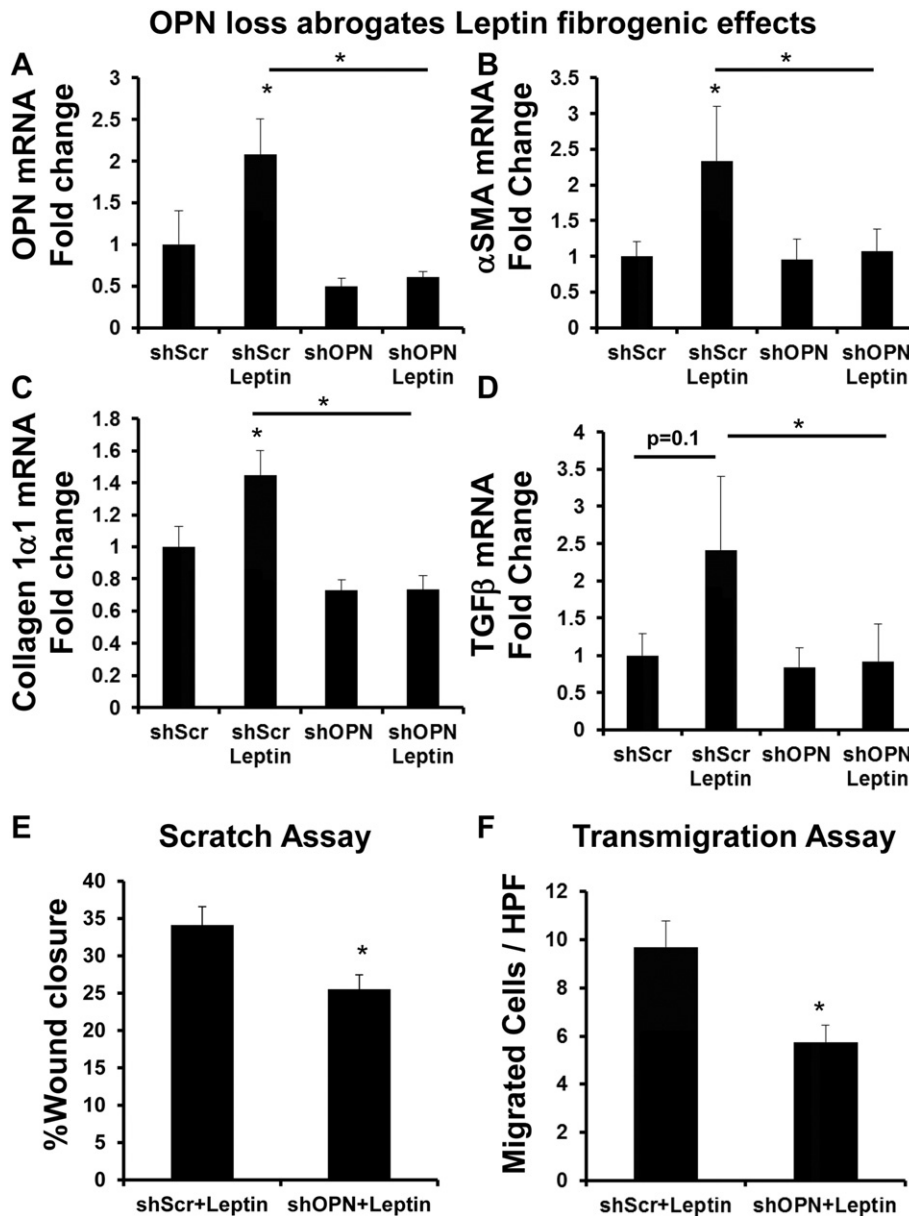 OPN loss abrogates Leptin fibrogenic effects
A
OPN mRNA
Fold change
3
2.5
2
1.5
1
0.5
0
*
*
shScr
shScr
Leptin
shOPN
shOPN
Leptin
B
αSMA mRNA
Fold Change
3.5
3
2.5
2
1.5
1
0.5
0
*
*
shScr
shScr
Leptin
shOPN
shOPN
Leptin
C
Collagen 1α1 mRNA
Fold change
1.8
1.6
1.4
1.2
1
0.8
0.6
0.4
0.2
0
*
*
shScr
shScr
Leptin
shOPN
shOPN
Leptin
D
TGFβ mRNA
Fold Change
4
3.5
3
2.5
2
1.5
1
0.5
0
p=0.1
*
shScr
shScr
Leptin
shOPN
shOPN
Leptin
E
Scratch Assay
%Wound closure
40
35
30
25
20
15
10
5
0
*
shScr+Leptin
shOPN+Leptin
F
Transmigration Assay
Migrated Cells / HPF
12
10
8
6
4
2
0
*
shScr+Leptin
shOPN+Leptin